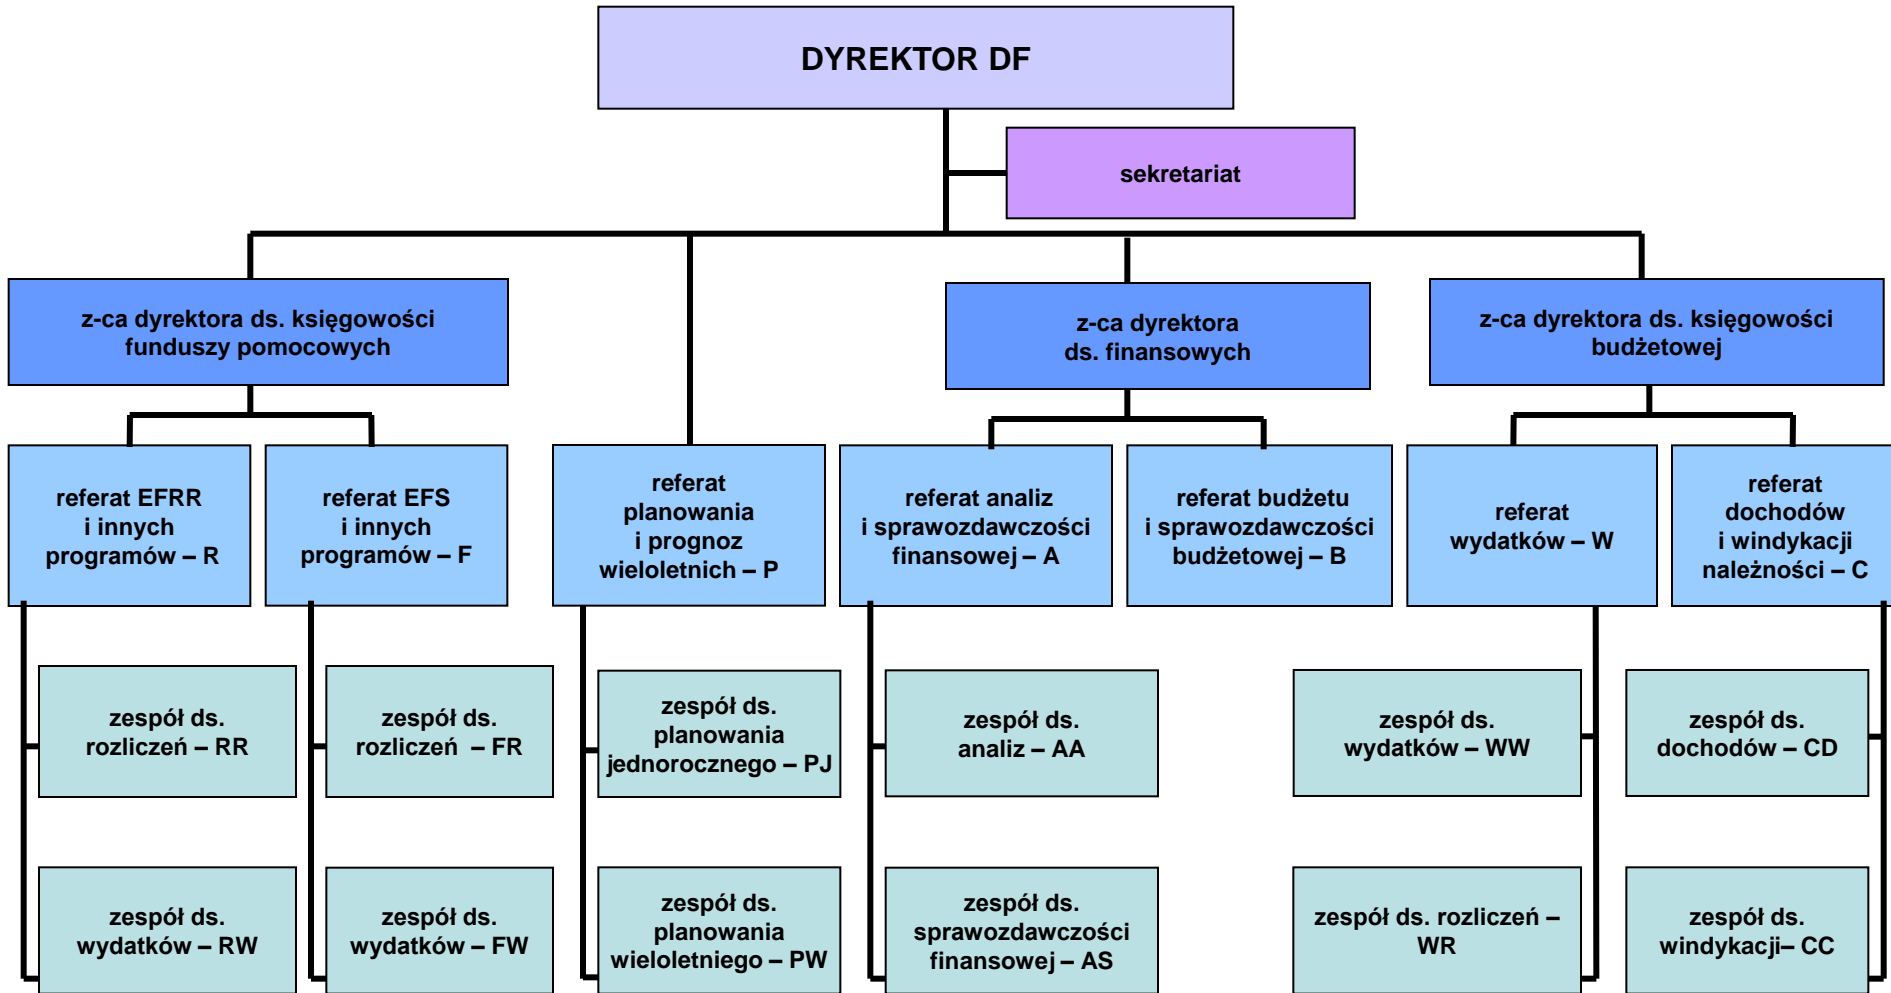 DYREKTOR DF
sekretariat
z-ca dyrektora ds. księgowości
funduszy pomocowych
z-ca dyrektora
ds. finansowych
z-ca dyrektora ds. księgowości
budżetowej
referat EFRR
i innych
programów – R
referat EFS
i innych
programów – F
referat
planowania
i prognoz
wieloletnich – P
referat analiz
i sprawozdawczości
finansowej – A
referat budżetu
i sprawozdawczości
budżetowej – B
referat
wydatków – W
referat
dochodów
i windykacji
należności – C
zespół ds.
rozliczeń – RR
zespół ds.
rozliczeń – FR
zespół ds.
planowania
jednorocznego – PJ
zespół ds.
analiz – AA
zespół ds.
wydatków – WW
zespół ds.
dochodów – CD
zespół ds.
wydatków – RW
zespół ds.
wydatków – FW
zespół ds.
planowania
wieloletniego – PW
zespół ds.
sprawozdawczości
finansowej – AS
zespół ds. rozliczeń –
WR
zespół ds.
windykacji– CC